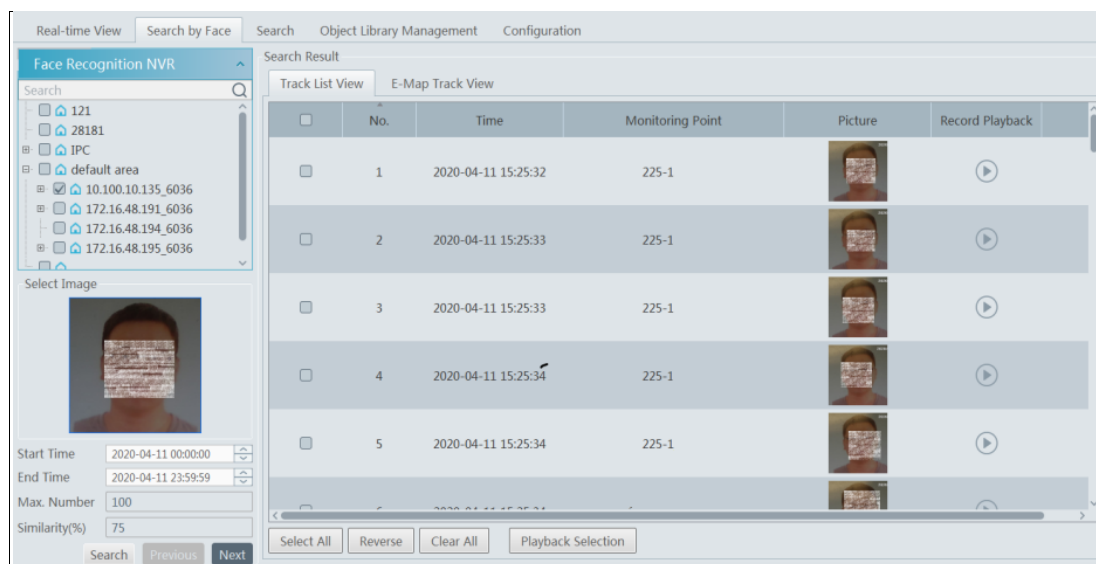 Real-time View Search by Face Search Object Library Management Configuration
Face Recognition NVR
Search
121
28181
IPC
default area
10.100.10.135_6036
172.16.48.191_6036
172.16.48.194_6036
172.16.48.195_6036
Select Image
Start Time 2020-04-11 00:00:00
End Time 2020-04-11 23:59:59
Max. Number 100
Similarity(%) 75
Search Previous Next
Search Result
Track List View E-Map Track View
No. Time Monitoring Point Picture Record Playback
1 2020-04-11 15:25:32 225-1
2 2020-04-11 15:25:33 225-1
3 2020-04-11 15:25:33 225-1
4 2020-04-11 15:25:34 225-1
5 2020-04-11 15:25:34 225-1
Select All Reverse Clear All Playback Selection